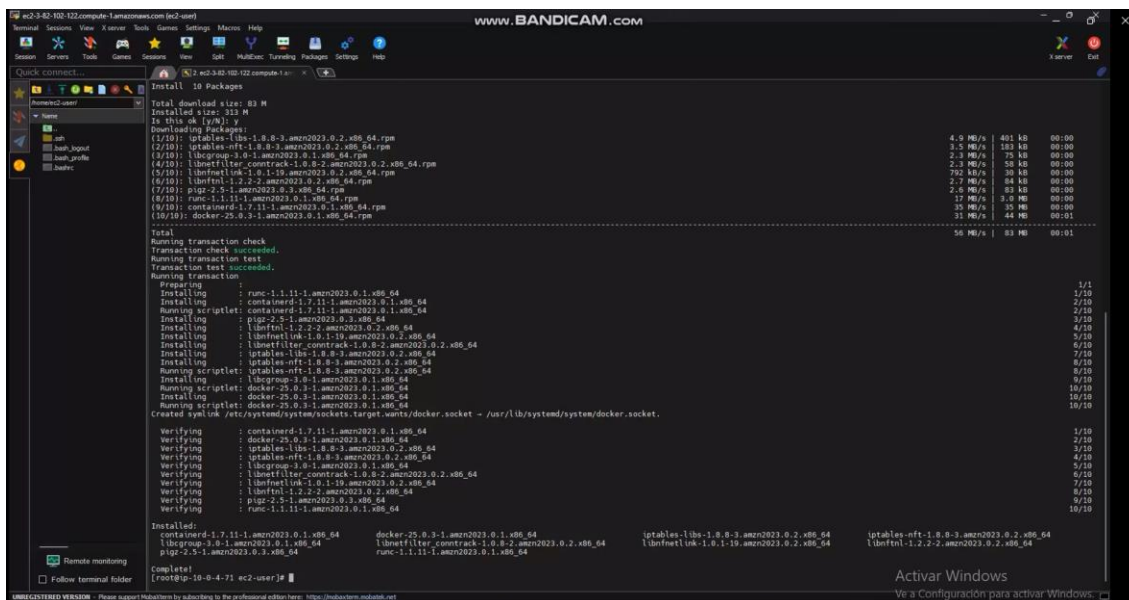 ec2-3-82-102-122.compute-1.amazonaws.com (ec2-user)
www.BANDICAM.com
Terminal Sessions View X server Tools Games Settings Macros Help
Session Servers Tools Games Sessions View Split MultiExec Tunneling Packages Settings Help X server Exit
Quick connect...
2. ec2-3-82-102-122.compute-1.am
/home/ec2-user/
Name
..
.ssh
.bash_logout
.bash_profile
.bashrc
Install 10 Packages
Total download size: 83 M
Installed size: 313 M
Is this ok [y/N]: y
Downloading Packages:
(1/10): iptables-libs-1.8.8-3.amzn2023.0.2.x86_64.rpm 4.9 MB/s | 401 kB 00:00
(2/10): iptables-nft-1.8.8-3.amzn2023.0.2.x86_64.rpm 3.5 MB/s | 183 kB 00:00
(3/10): libcgroup-3.0-1.amzn2023.0.1.x86_64.rpm 2.3 MB/s | 75 kB 00:00
(4/10): libnetfilter_conntrack-1.0.8-2.amzn2023.0.2.x86_64.rpm 2.3 MB/s | 58 kB 00:00
(5/10): libnfnetlink-1.0.1-19.amzn2023.0.2.x86_64.rpm 792 kB/s | 30 kB 00:00
(6/10): libnftnl-1.2.2-2.amzn2023.0.2.x86_64.rpm 2.7 MB/s | 84 kB 00:00
(7/10): pigz-2.5-1.amzn2023.0.3.x86_64.rpm 2.6 MB/s | 83 kB 00:00
(8/10): runc-1.1.11-1.amzn2023.0.1.x86_64.rpm 17 MB/s | 3.0 MB 00:00
(9/10): containerd-1.7.11-1.amzn2023.0.1.x86_64.rpm 35 MB/s | 35 MB 00:00
(10/10): docker-25.0.3-1.amzn2023.0.1.x86_64.rpm 31 MB/s | 44 MB 00:01
Total 56 MB/s | 83 MB 00:01
Running transaction check
Transaction check succeeded.
Running transaction test
Transaction test succeeded.
Running transaction
Preparing : 1/1
Installing : runc-1.1.11-1.amzn2023.0.1.x86_64 1/10
Installing : containerd-1.7.11-1.amzn2023.0.1.x86_64 2/10
Running scriptlet: containerd-1.7.11-1.amzn2023.0.1.x86_64 2/10
Installing : pigz-2.5-1.amzn2023.0.3.x86_64 3/10
Installing : libnftnl-1.2.2-2.amzn2023.0.2.x86_64 4/10
Installing : libnfnetlink-1.0.1-19.amzn2023.0.2.x86_64 5/10
Installing : libnetfilter_conntrack-1.0.8-2.amzn2023.0.2.x86_64 6/10
Installing : iptables-libs-1.8.8-3.amzn2023.0.2.x86_64 7/10
Installing : iptables-nft-1.8.8-3.amzn2023.0.2.x86_64 8/10
Running scriptlet: iptables-nft-1.8.8-3.amzn2023.0.2.x86_64 8/10
Installing : libcgroup-3.0-1.amzn2023.0.1.x86_64 9/10
Running scriptlet: docker-25.0.3-1.amzn2023.0.1.x86_64 10/10
Installing : docker-25.0.3-1.amzn2023.0.1.x86_64 10/10
Running scriptlet: docker-25.0.3-1.amzn2023.0.1.x86_64 10/10
Created symlink /etc/systemd/system/sockets.target.wants/docker.socket → /usr/lib/systemd/system/docker.socket.
Verifying : containerd-1.7.11-1.amzn2023.0.1.x86_64 1/10
Verifying : docker-25.0.3-1.amzn2023.0.1.x86_64 2/10
Verifying : iptables-libs-1.8.8-3.amzn2023.0.2.x86_64 3/10
Verifying : iptables-nft-1.8.8-3.amzn2023.0.2.x86_64 4/10
Verifying : libcgroup-3.0-1.amzn2023.0.1.x86_64 5/10
Verifying : libnetfilter_conntrack-1.0.8-2.amzn2023.0.2.x86_64 6/10
Verifying : libnfnetlink-1.0.1-19.amzn2023.0.2.x86_64 7/10
Verifying : libnftnl-1.2.2-2.amzn2023.0.2.x86_64 8/10
Verifying : pigz-2.5-1.amzn2023.0.3.x86_64 9/10
Verifying : runc-1.1.11-1.amzn2023.0.1.x86_64 10/10
Installed:
containerd-1.7.11-1.amzn2023.0.1.x86_64 docker-25.0.3-1.amzn2023.0.1.x86_64 iptables-libs-1.8.8-3.amzn2023.0.2.x86_64 iptables-nft-1.8.8-3.amzn2023.0.2.x86_64
libcgroup-3.0-1.amzn2023.0.1.x86_64 libnetfilter_conntrack-1.0.8-2.amzn2023.0.2.x86_64 libnfnetlink-1.0.1-19.amzn2023.0.2.x86_64 libnftnl-1.2.2-2.amzn2023.0.2.x86_64
pigz-2.5-1.amzn2023.0.3.x86_64 runc-1.1.11-1.amzn2023.0.1.x86_64
Complete!
[root@ip-10-0-4-71 ec2-user]#
Remote monitoring
Follow terminal folder
Activar Windows
Ve a Configuración para activar Windows.
UNREGISTERED VERSION - Please support MobaXterm by subscribing to the professional edition here: https://mobaxterm.mobatek.net